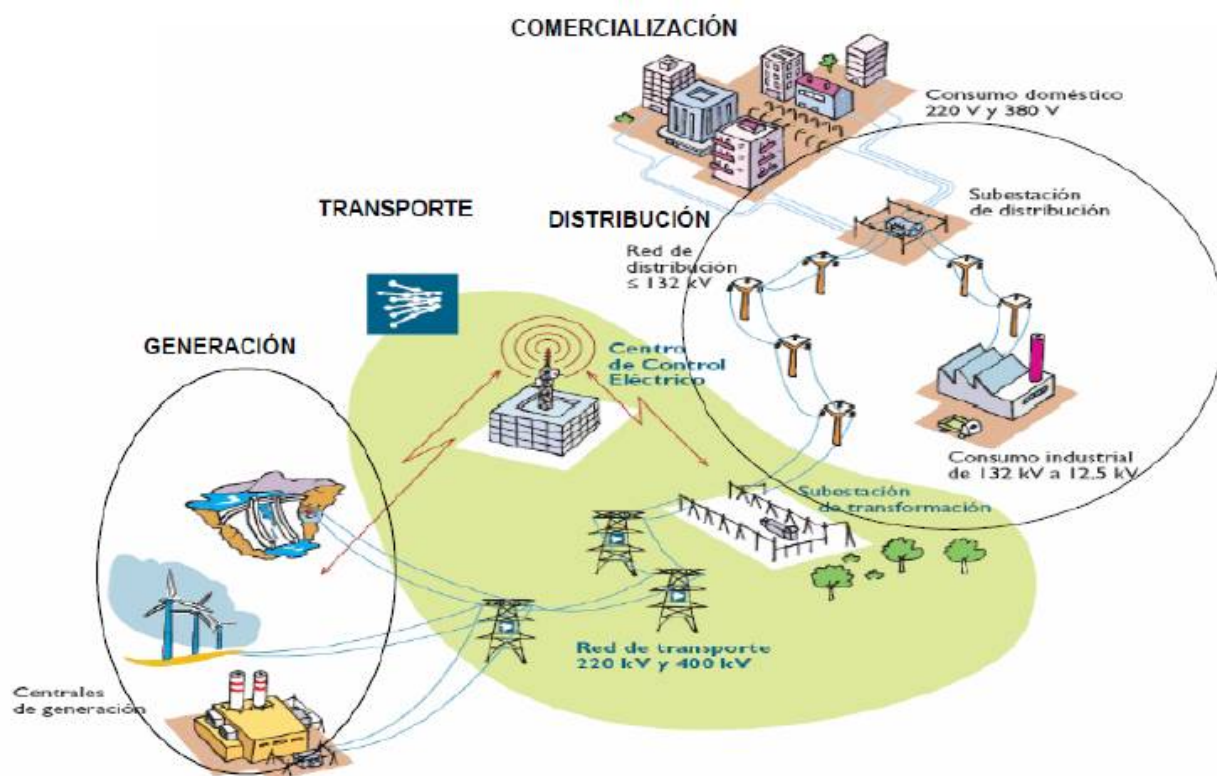 COMERCIALIZACIÓN
Consumo doméstico
220 V y 380 V
TRANSPORTE
DISTRIBUCIÓN
Subestación
de distribución
Red de
distribución
≤ 132 kV
GENERACIÓN
Centro
de Control
Eléctrico
Consumo industrial
de 132 kV a 12,5 kV
Subestación
de transformación
Red de transporte
220 kV y 400 kV
Centrales
de generación